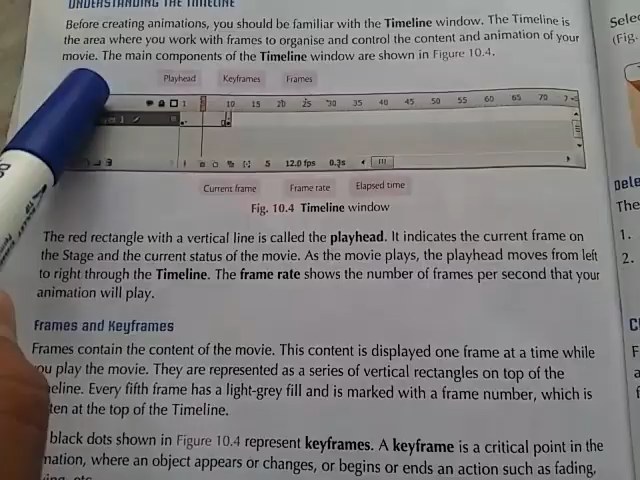 UNDERSTANDING THE TIMELINE
Before creating animations, you should be familiar with the Timeline window. The Timeline is
the area where you work with frames to organise and control the content and animation of your
movie. The main components of the Timeline window are shown in Figure 10.4.
Playhead Keyframes Frames
1 10 15 20 25 30 35 40 45 50 55 60 65 70
5 12.0 fps 0.3s
Current frame Frame rate Elapsed time
Fig. 10.4 Timeline window
The red rectangle with a vertical line is called the playhead. It indicates the current frame on
the Stage and the current status of the movie. As the movie plays, the playhead moves from left
to right through the Timeline. The frame rate shows the number of frames per second that your
animation will play.
Frames and Keyframes
Frames contain the content of the movie. This content is displayed one frame at a time while
ou play the movie. They are represented as a series of vertical rectangles on top of the
eline. Every fifth frame has a light-grey fill and is marked with a frame number, which is
ten at the top of the Timeline.
black dots shown in Figure 10.4 represent keyframes. A keyframe is a critical point in the
mation, where an object appears or changes, or begins or ends an action such as fading,
Selec
(Fig.
Dele
The
1.
2.
C
F